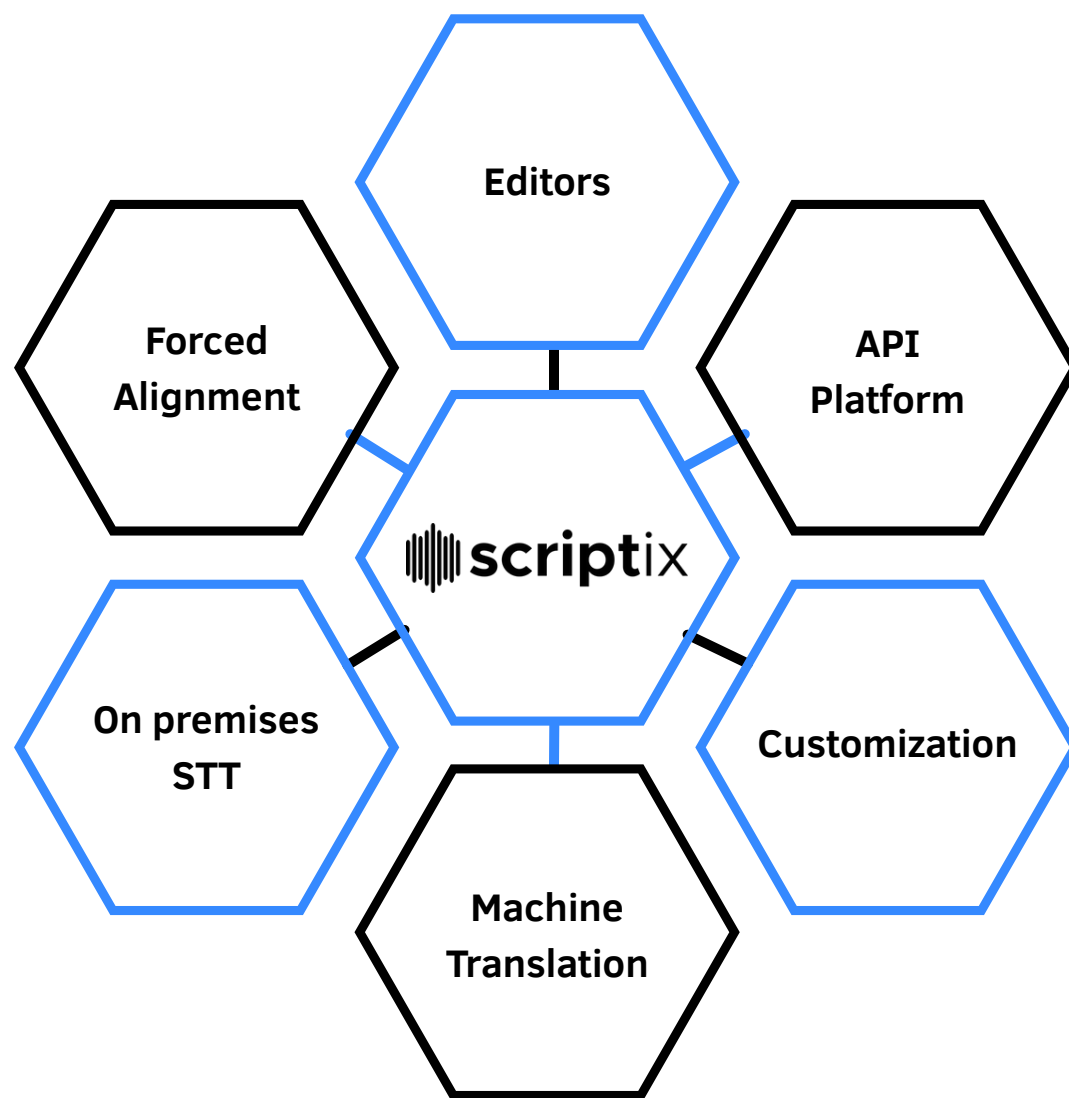 Editors
Forced
Alignment
API
Platform
scriptix
On premises
STT
Customization
Machine
Translation